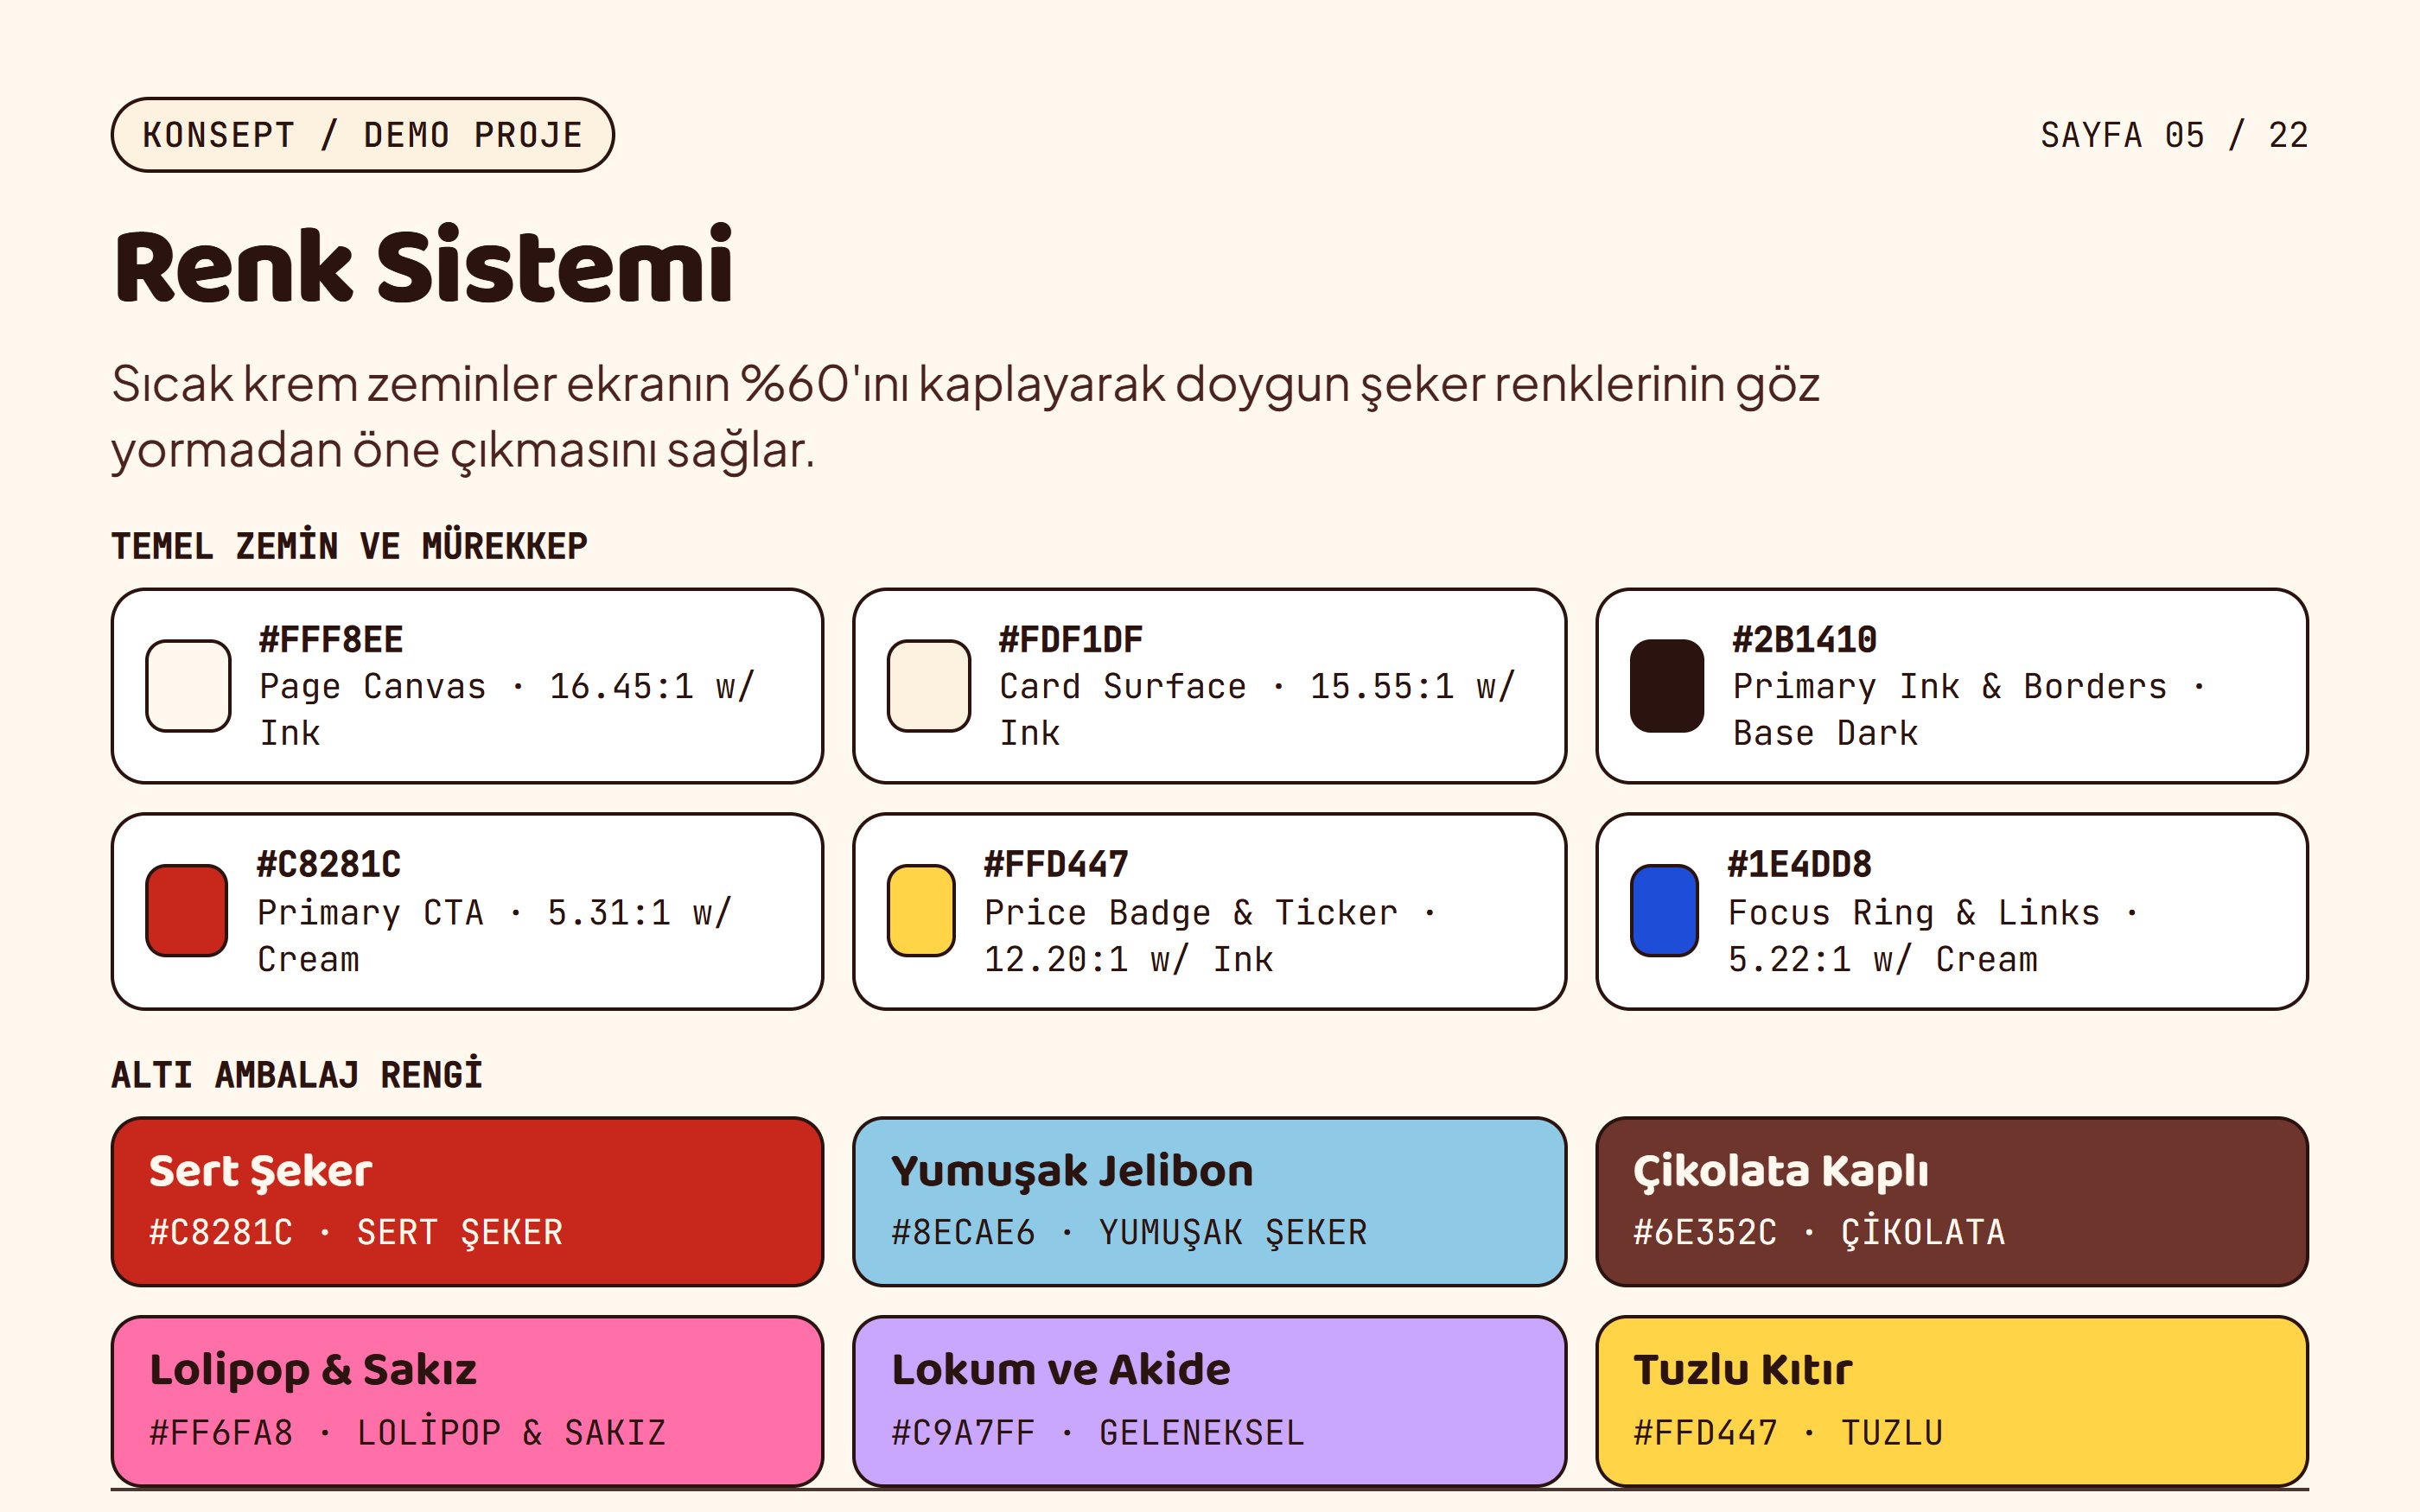 KONSEPT / DEMO PROJE
SAYFA 05 / 22
Renk Sistemi
Sıcak krem zeminler ekranın %60'ını kaplayarak doygun şeker renklerinin göz
yormadan öne çıkmasını sağlar.
TEMEL ZEMİN VE MÜREKKEP
#FFF8EE
Page Canvas · 16.45:1 w/
Ink
#FDF1DF
Card Surface · 15.55:1 w/
Ink
#2B1410
Primary Ink & Borders ·
Base Dark
#C8281C
Primary CTA · 5.31:1 w/
Cream
#FFD447
Price Badge & Ticker ·
12.20:1 w/ Ink
#1E4DD8
Focus Ring & Links ·
5.22:1 w/ Cream
ALTI AMBALAJ RENGİ
Sert Şeker
#C8281C · SERT ŞEKER
Yumuşak Jelibon
#8ECAE6 · YUMUŞAK ŞEKER
Çikolata Kaplı
#6E352C · ÇİKOLATA
Lolipop & Sakız
#FF6FA8 · LOLİPOP & SAKIZ
Lokum ve Akide
#C9A7FF · GELENEKSEL
Tuzlu Kıtır
#FFD447 · TUZLU